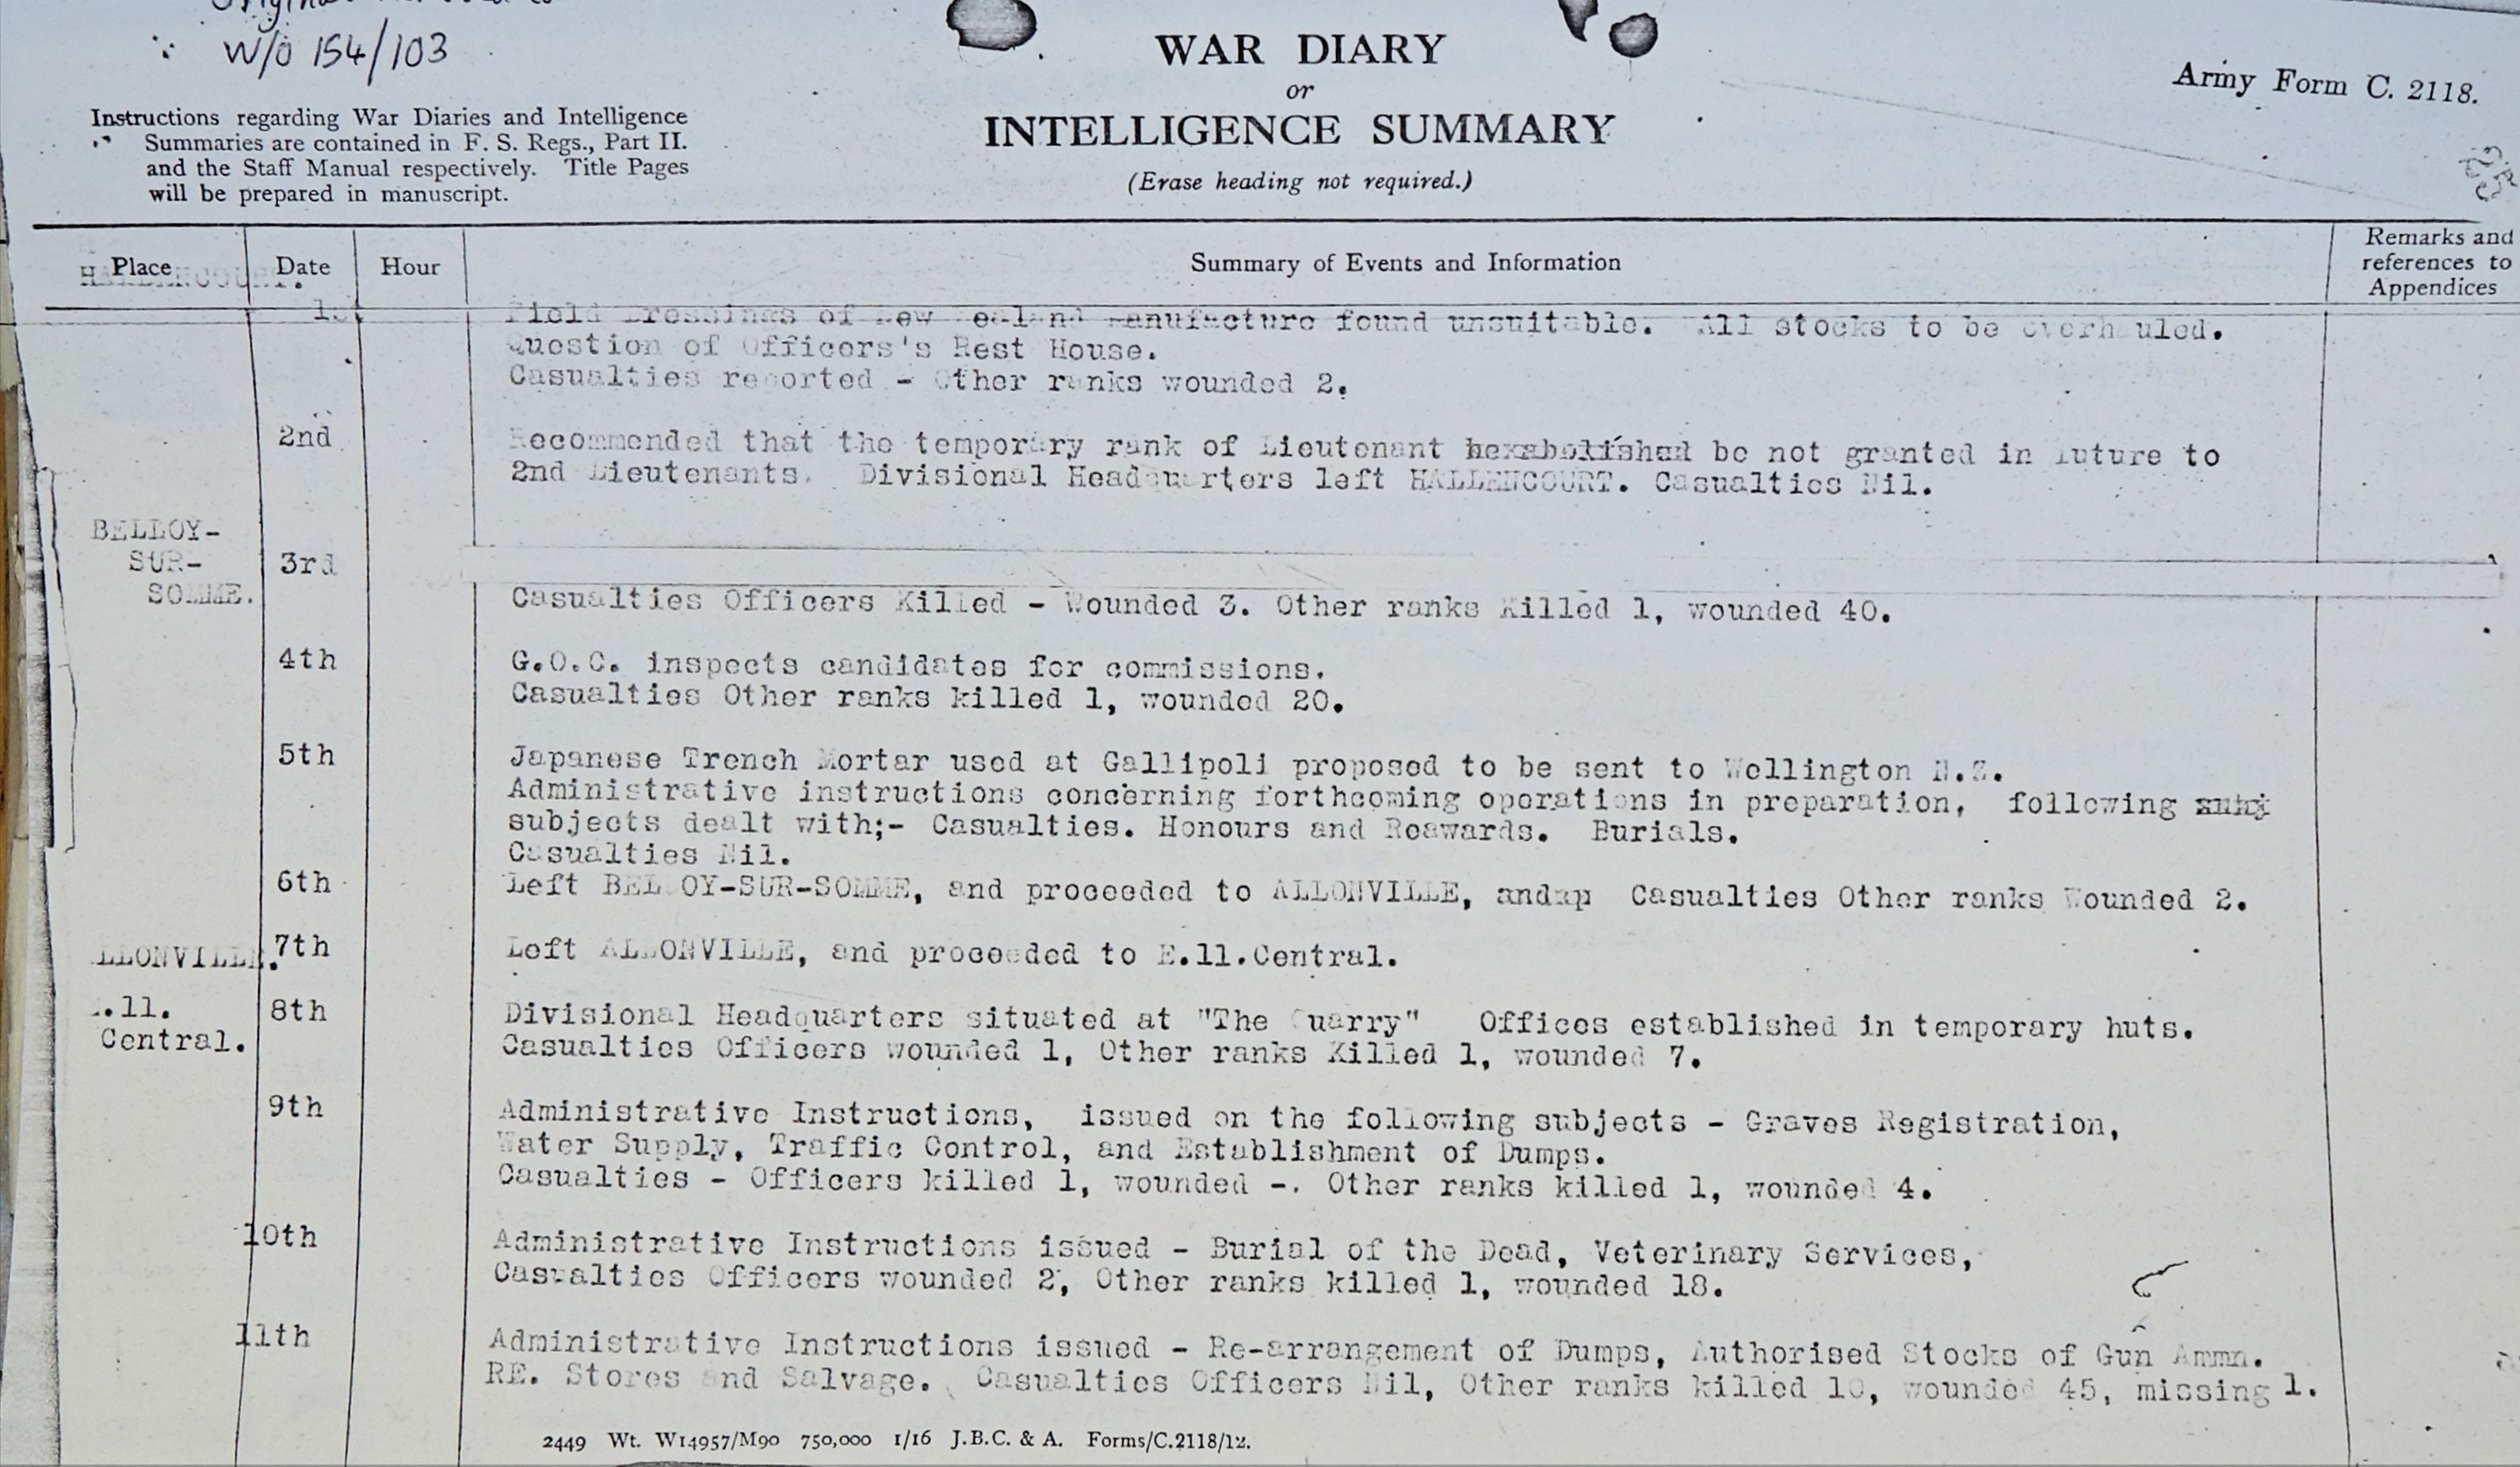 Original
W/O 154/103
WAR DIARY
or
INTELLIGENCE SUMMARY
(Erase heading not required.)
Army Form C. 2118.
Instructions regarding War Diaries and Intelligence
Summaries are contained in F. S. Regs., Part II.
and the Staff Manual respectively. Title Pages
will be prepared in manuscript.
Place Date Hour Summary of Events and Information Remarks and
references to
Appendices
HALLENCOURT.
1st Field Dressings of New Zealand Manufacture found unsuitable. All stocks to be overhauled.
Question of Officers's Rest House.
Casualties reported - Other ranks wounded 2.
2nd Recommended that the temporary rank of Lieutenant be abolished be not granted in future to
2nd Lieutenants. Divisional Headquarters left HALLENCOURT. Casualties Nil.
BELLOY-
SUR-
SOMME.
3rd Casualties Officers Killed - Wounded 3. Other ranks Killed 1, wounded 40.
4th G.O.C. inspects candidates for commissions.
Casualties Other ranks killed 1, wounded 20.
5th Japanese Trench Mortar used at Gallipoli proposed to be sent to Wellington N.Z.
Administrative instructions concerning forthcoming operations in preparation, following
subjects dealt with;- Casualties. Honours and Reawards. Burials.
Casualties Nil.
6th Left BELLOY-SUR-SOMME, and proceeded to ALLONVILLE, and Casualties Other ranks Wounded 2.
ALLONVILLE. 7th Left ALLONVILLE, and proceeded to E.11.Central.
.11.
Central.
8th Divisional Headquarters situated at "The Quarry" Offices established in temporary huts.
Casualties Officers wounded 1, Other ranks Killed 1, wounded 7.
9th Administrative Instructions, issued on the following subjects - Graves Registration,
Water Supply, Traffic Control, and Establishment of Dumps.
Casualties - Officers killed 1, wounded -. Other ranks killed 1, wounded 4.
10th Administrative Instructions issued - Burial of the Dead, Veterinary Services,
Casualties Officers wounded 2, Other ranks killed 1, wounded 18.
11th Administrative Instructions issued - Re-arrangement of Dumps, Authorised Stocks of Gun Ammn.
RE. Stores and Salvage. Casualties Officers Nil, Other ranks killed 10, wounded 45, missing 1.
2449 Wt. W14957/M90 750,000 1/16 J.B.C. & A. Forms/C.2118/12.